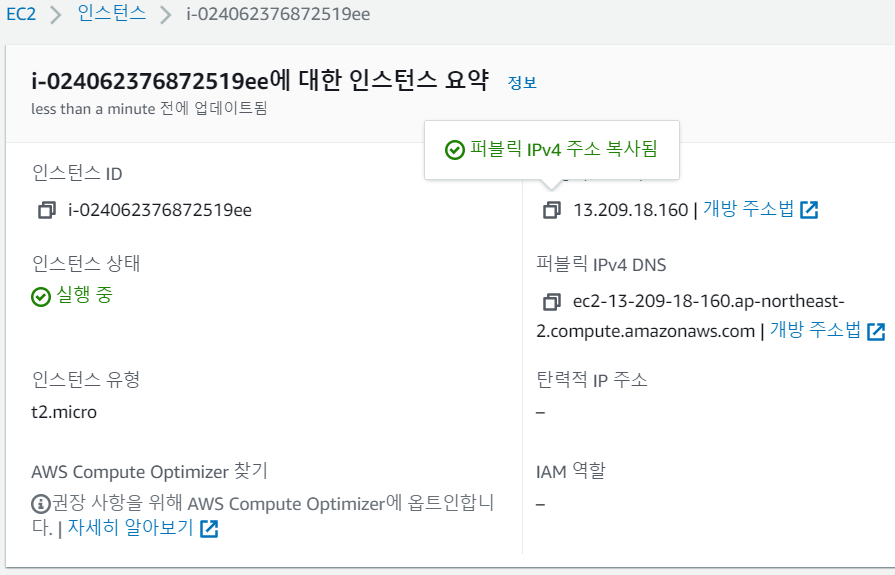 EC2 > 인스턴스 > i-024062376872519ee
i-024062376872519ee에 대한 인스턴스 요약 정보
less than a minute 전에 업데이트됨
퍼블릭 IPv4 주소 복사됨
인스턴스 ID
i-024062376872519ee
13.209.18.160 | 개방 주소법
인스턴스 상태
실행 중
퍼블릭 IPv4 DNS
ec2-13-209-18-160.ap-northeast-
2.compute.amazonaws.com | 개방 주소법
인스턴스 유형
t2.micro
탄력적 IP 주소
–
AWS Compute Optimizer 찾기
권장 사항을 위해 AWS Compute Optimizer에 옵트인합니
다. | 자세히 알아보기
IAM 역할
–